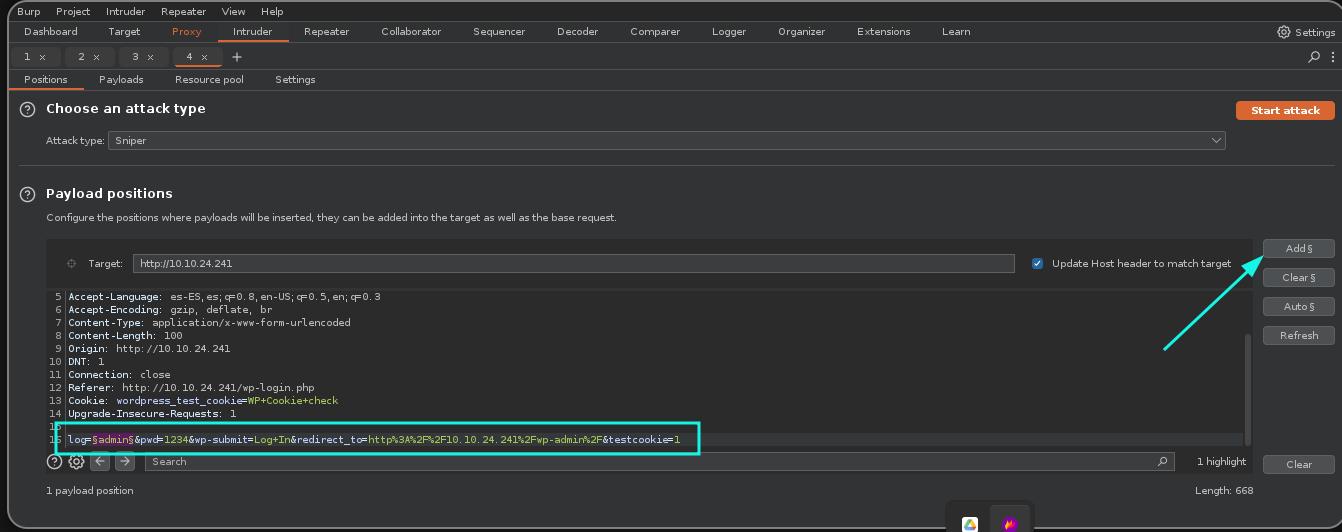 Burp Project Intruder Repeater View Help
Dashboard Target Proxy Intruder Repeater Collaborator Sequencer Decoder Comparer Logger Organizer Extensions Learn Settings
1 × 2 × 3 × 4 × +
Positions Payloads Resource pool Settings
? Choose an attack type Start attack
Attack type: Sniper
? Payload positions
Configure the positions where payloads will be inserted, they can be added into the target as well as the base request.
Add §
Target: http://10.10.24.241 Update Host header to match target
Clear §
5 Accept-Language: es-ES,es;q=0.8,en-US;q=0.5,en;q=0.3
6 Accept-Encoding: gzip, deflate, br
Auto §
7 Content-Type: application/x-www-form-urlencoded
8 Content-Length: 100
Refresh
9 Origin: http://10.10.24.241
10 DNT: 1
11 Connection: close
12 Referer: http://10.10.24.241/wp-login.php
13 Cookie: wordpress_test_cookie=WP+Cookie+check
14 Upgrade-Insecure-Requests: 1
15
16 log=§admin§&pwd=1234&wp-submit=Log+In&redirect_to=http%3A%2F%2F10.10.24.241%2Fwp-admin%2F&testcookie=1
? Search 1 highlight Clear
1 payload position Length: 668